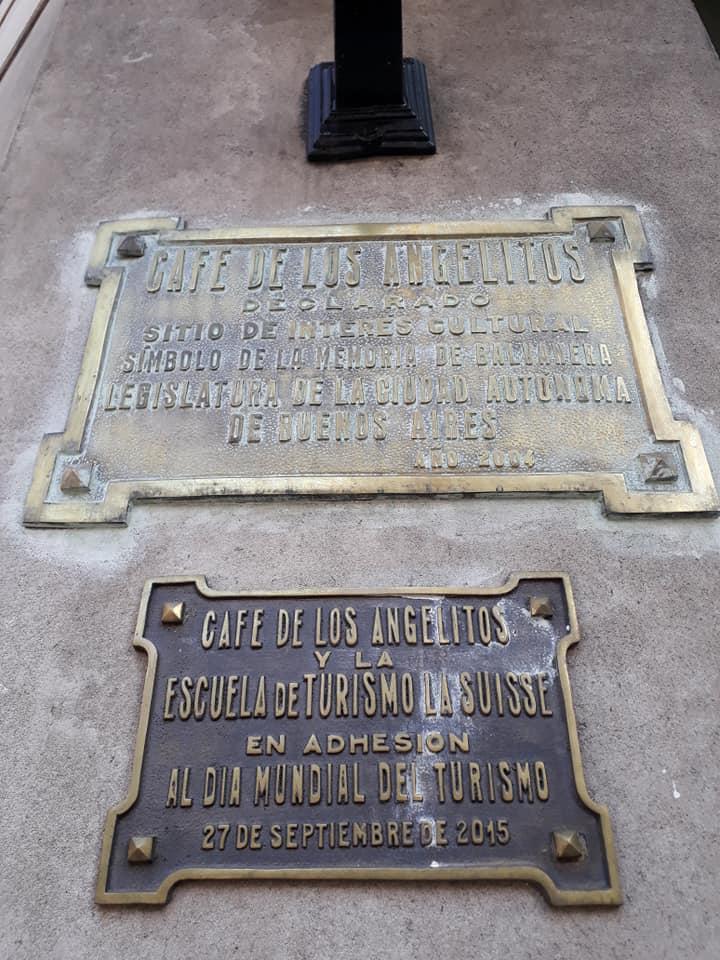 CAFE DE LOS ANGELITOS
DECLARADO
SITIO DE INTERES CULTURAL
SIMBOLO DE LA MEMORIA DE BALVANERA
LEGISLATURA DE LA CIUDAD AUTONOMA
DE BUENOS AIRES
AÑO 2004
CAFE DE LOS ANGELITOS
Y LA
ESCUELA DE TURISMO LA SUISSE
EN ADHESION
AL DIA MUNDIAL DEL TURISMO
27 DE SEPTIEMBRE DE 2015